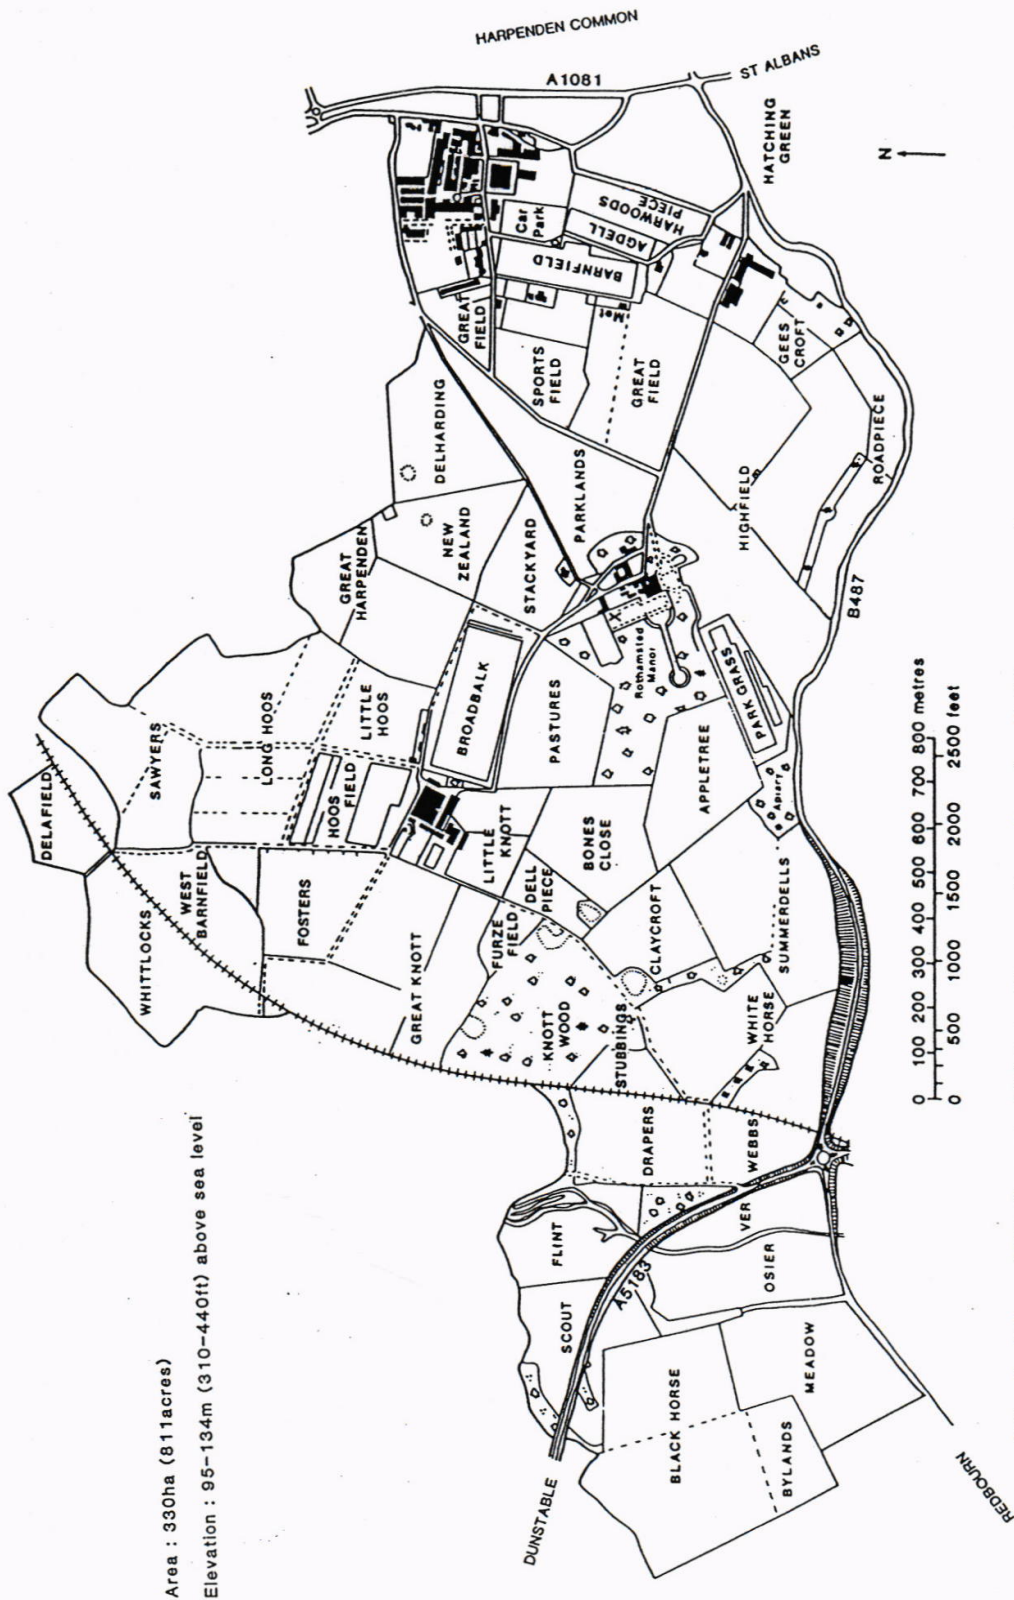 Area : 330ha (811acres)
Elevation : 95-134m (310-440ft) above sea level
HARPENDEN COMMON
A1081
ST ALBANS
HATCHING
GREEN
N
Car
Park
HARWOODS
PIECE
AGDELL
BARNFIELD
GREAT
FIELD
Met
SPORTS
FIELD
GREAT
FIELD
GEES
CROFT
ROADPIECE
HIGHFIELD
DELHARDING
PARKLANDS
NEW
ZEALAND
STACKYARD
GREAT
HARPENDEN
Rothamsted
Manor
B487
PARK GRASS
BROADBALK
PASTURES
LITTLE
HOOS
LONG HOOS
SAWYERS
DELAFIELD
HOOS
FIELD
APPLETREE
Apiary
LITTLE
KNOTT
BONES
CLOSE
DELL
PIECE
WEST
BARNFIELD
FOSTERS
WHITTLOCKS
GREAT KNOTT
FURZE
FIELD
CLAYCROFT
SUMMERDELLS
KNOTT
WOOD
STUBBINGS
WHITE
HORSE
DRAPERS
WEBBS
VER
FLINT
OSIER
A5183
SCOUT
MEADOW
BLACK HORSE
BYLANDS
DUNSTABLE
REDBOURN
0 100 200 300 400 500 600 700 800 metres
0 500 1000 1500 2000 2500 feet